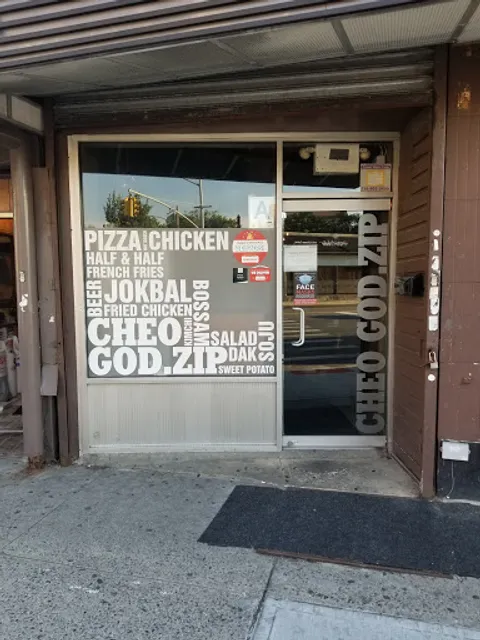 A
PIZZA CHICKEN
HALF & HALF
FRENCH FRIES
BEER
JOKBAL
FRIED CHICKEN
BOSSAM
CHEO
GOD.ZIP
SALAD
DAK
SOJU
SWEET POTATO
FACE
CHEO GOD.ZIP